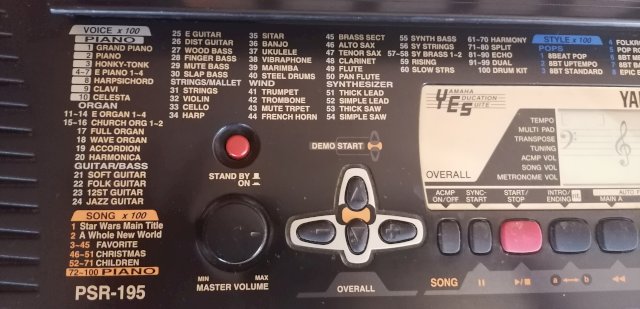 VOICE x 100
PIANO
1 GRAND PIANO
2 PIANO
3 HONKY-TONK
4-7 E PIANO 1-4
8 HARPSICHORD
9 CLAVI
10 CELESTA
ORGAN
11-14 E ORGAN 1-4
15-16 CHURCH ORG 1-2
17 FULL ORGAN
18 WAVE ORGAN
19 ACCORDION
20 HARMONICA
GUITAR/BASS
21 SOFT GUITAR
22 FOLK GUITAR
23 12ST GUITAR
24 JAZZ GUITAR
25 E GUITAR
26 DIST GUITAR
27 WOOD BASS
28 FINGER BASS
29 MUTE BASS
30 SLAP BASS
STRINGS/MALLET
31 STRINGS
32 VIOLIN
33 CELLO
34 HARP
35 SITAR
36 BANJO
37 UKULELE
38 VIBRAPHONE
39 MARIMBA
40 STEEL DRUMS
WIND
41 TRUMPET
42 TROMBONE
43 MUTE TRPET
44 FRENCH HORN
45 BRASS SECT
46 ALTO SAX
47 TENOR SAX
48 CLARINET
49 FLUTE
50 PAN FLUTE
SYNTHESIZER
51 THICK LEAD
52 SIMPLE LEAD
53 THICK SAW
54 SIMPLE SAW
55 SYNTH BASS
56 SY STRINGS
57-58 SY BRASS 1-2
59 RISING
60 SLOW STRS
61-70 HARMONY
71-80 SPLIT
81-90 ECHO
91-99 DUAL
100 DRUM KIT
STYLE x 100
POPS
1 8BEAT POP
2 8BT UPTEMPO
3 8BT STANDARD
4 FOLKR
5 POP R
6 8BT M
7 8BT
8 EPIC
YAMAHA
EDUCATION
SUITE
YES
YA
TEMPO
MULTI PAD
TRANSPOSE
TUNING
ACMP VOL
SONG VOL
METRONOME VOL
OVERALL
DEMO START
STAND BY
ON
ACMP
ON/OFF
SYNC-
START
START/
STOP
INTRO/
ENDING
AUTO
MAIN A
SONG x 100
1 Star Wars Main Title
2 A Whole New World
3-45 FAVORITE
46-51 CHRISTMAS
52-71 CHILDREN
72-100 PIANO
MIN MAX
MASTER VOLUME
OVERALL
SONG
a b
PSR-195